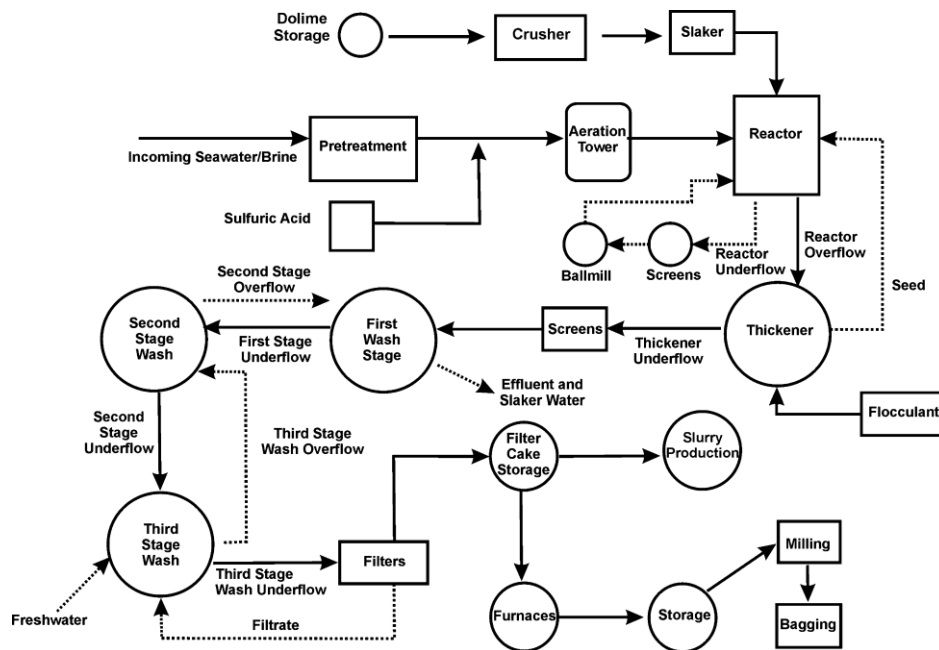 Dolime
Storage
Crusher
Slaker
Incoming Seawater/Brine
Pretreatment
Aeration
Tower
Reactor
Sulfuric Acid
Ballmill
Screens
Reactor
Underflow
Reactor
Overflow
Seed
Second Stage
Overflow
Second
Stage
Wash
First Stage
Underflow
First
Wash
Stage
Screens
Thickener
Underflow
Thickener
Effluent and
Slaker Water
Flocculant
Second
Stage
Underflow
Third Stage
Wash Overflow
Filter
Cake
Storage
Slurry
Production
Third
Stage
Wash
Third Stage
Wash Underflow
Filters
Milling
Freshwater
Filtrate
Furnaces
Storage
Bagging